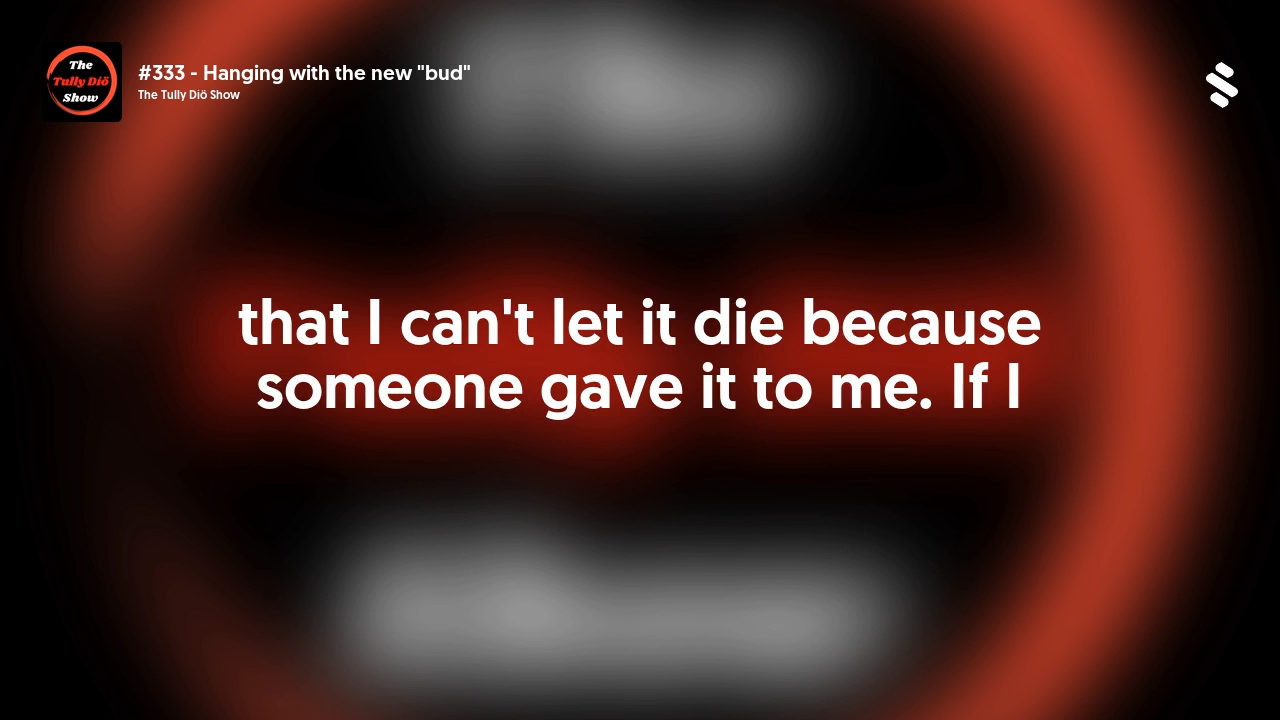 The
Tully Diö
Show
#333 - Hanging with the new "bud"
The Tully Diö Show
that I can't let it die because
someone gave it to me. If I